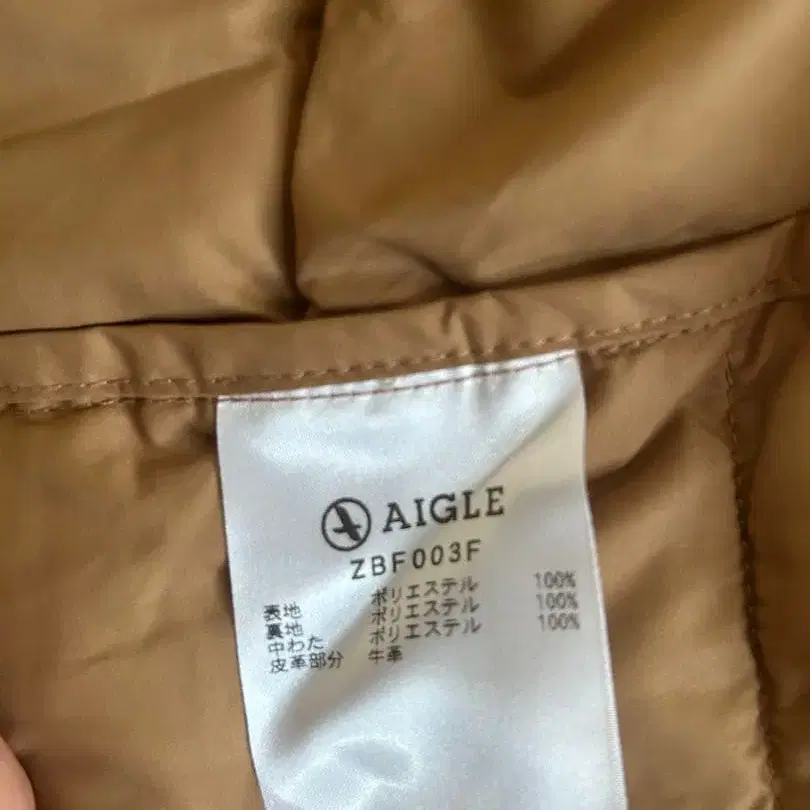 AIGLE
ZBF003F
表地 ポリエステル 100%
裏地 ポリエステル 100%
中わた ポリエステル 100%
皮革部分 牛革